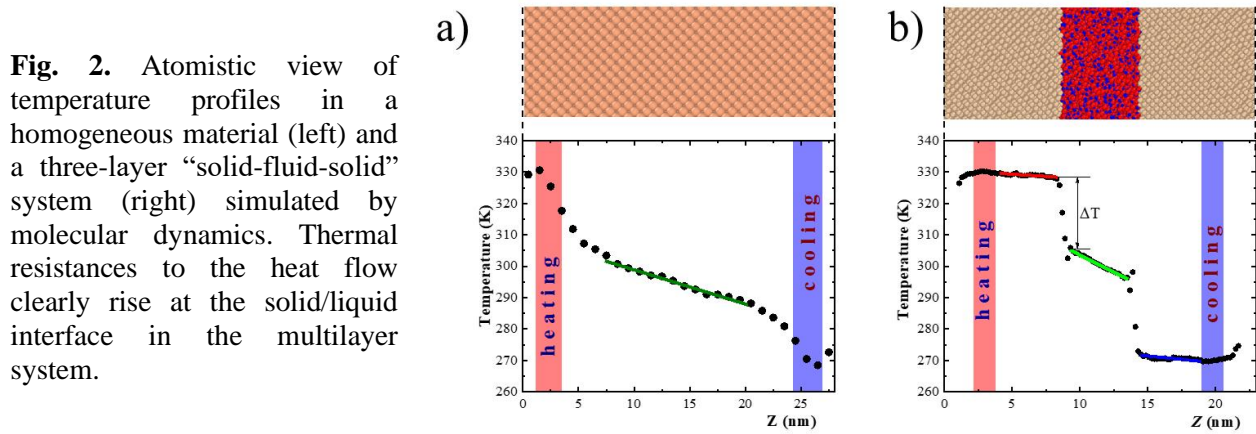 Fig. 2. Atomistic view of
temperature profiles in a
homogeneous material (left) and
a three-layer “solid-fluid-solid”
system (right) simulated by
molecular dynamics. Thermal
resistances to the heat flow
clearly rise at the solid/liquid
interface in the multilayer
system.
a)
340
330
320
310
300
290
280
270
260
Temperature (K)
heating
cooling
0 5 10 15 20 25
Z (nm)
b)
340
330
320
310
300
290
280
270
260
Temperature (K)
heating
ΔT
cooling
0 5 10 15 20
Z (nm)